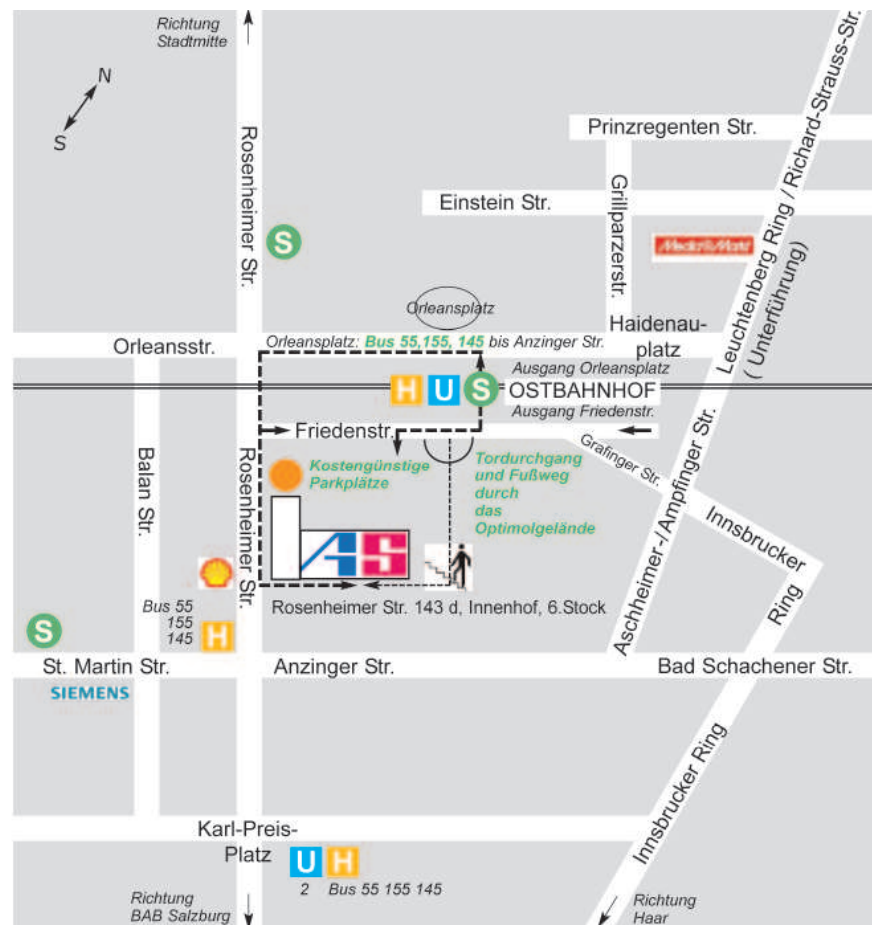 Richtung
Stadtmitte
N
S
Rosenheimer Str.
S
Prinzregenten Str.
Einstein Str.
Grillparzerstr.
Media Markt
Leuchtenberg Ring / Richard-Strauss-Str.
( Unterführung)
Orleansplatz
Haidenau-
platz
Orleansstr.
Orleansplatz: Bus 55,155, 145 bis Anzinger Str.
Ausgang Orleansplatz
H U S OSTBAHNHOF
Ausgang Friedenstr.
Friedenstr.
Grafinger Str.
Balan Str.
Rosenheimer Str.
Kostengünstige
Parkplätze
Tordurchgang
und Fußweg
durch
das
Optimolgelände
Innsbrucker
Ring
Aschheimer-/Ampfinger Str.
AS
Bus 55
155
145
H
S
Rosenheimer Str. 143 d, Innenhof, 6.Stock
St. Martin Str.
Anzinger Str.
Bad Schachener Str.
SIEMENS
Innsbrucker Ring
Karl-Preis-
Platz
U H
2 Bus 55 155 145
Richtung
BAB Salzburg
Richtung
Haar